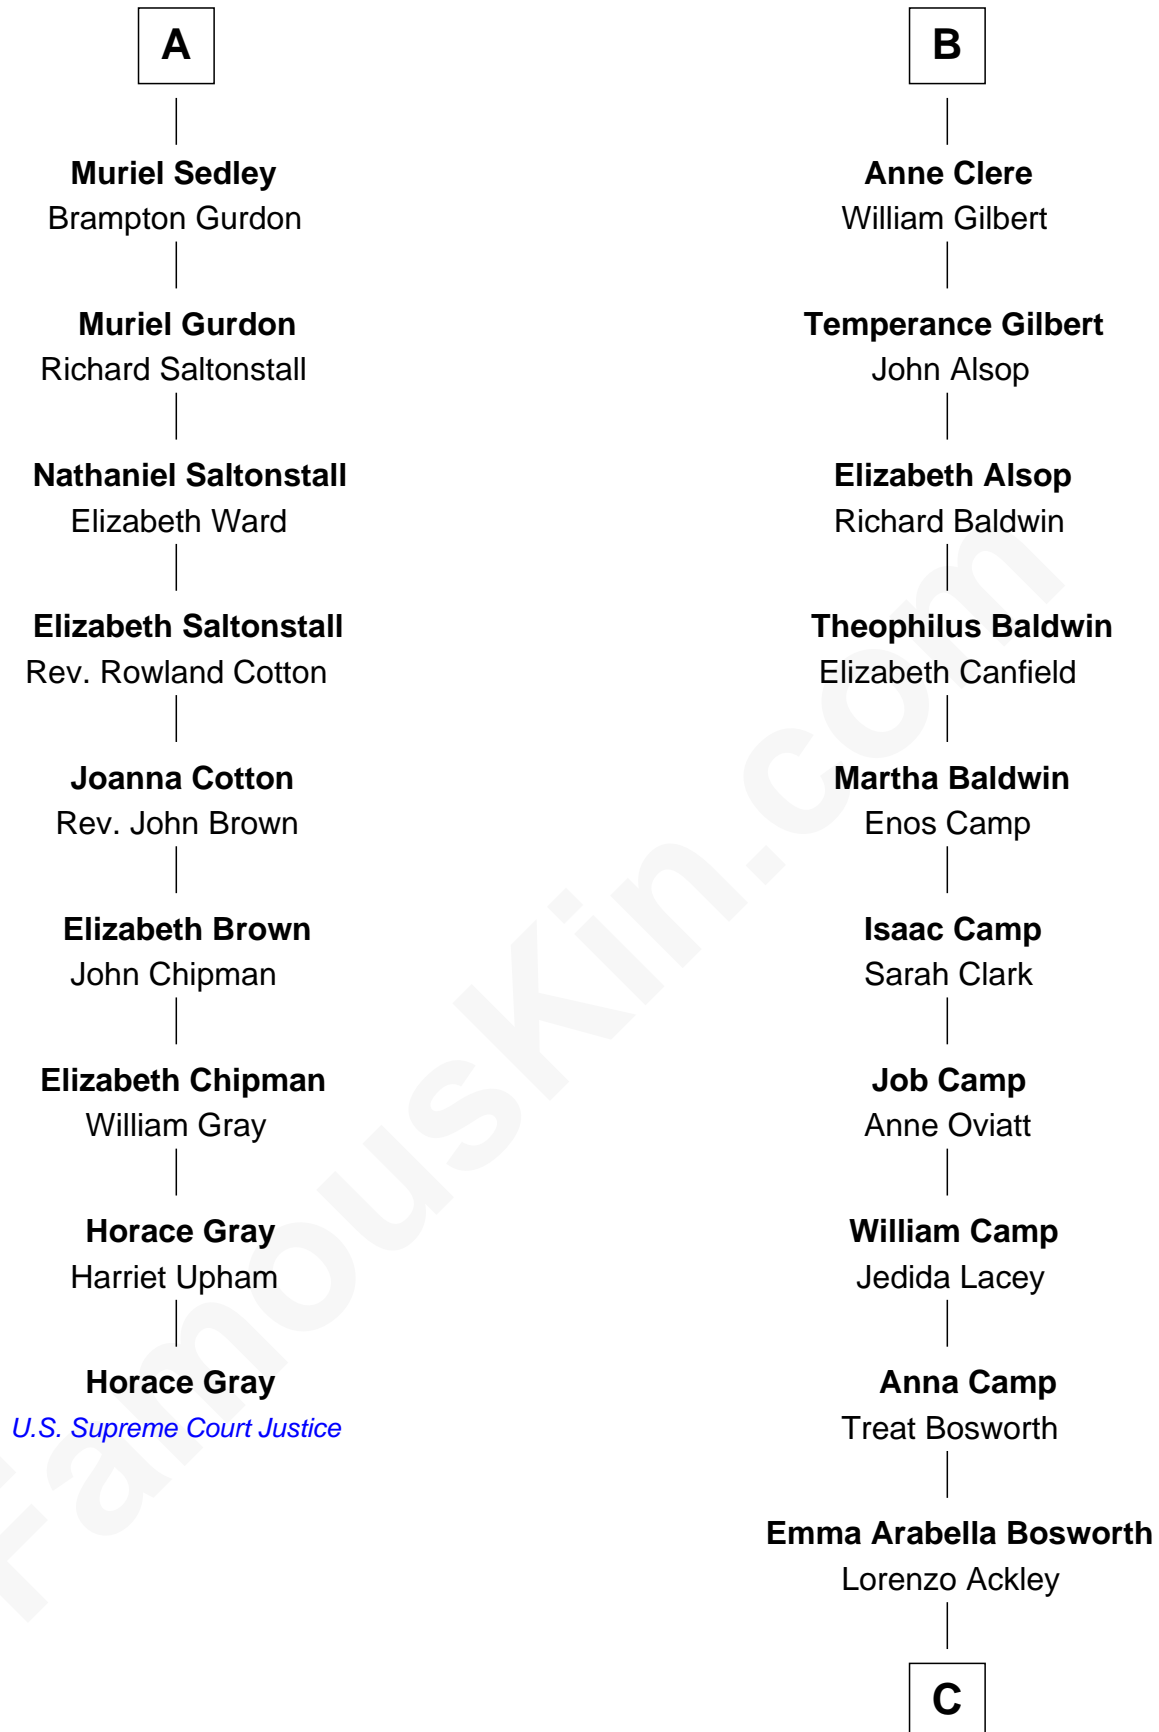 A
Muriel Sedley
Brampton Gurdon
Muriel Gurdon
Richard Saltonstall
Nathaniel Saltonstall
Elizabeth Ward
Elizabeth Saltonstall
Rev. Rowland Cotton
Joanna Cotton
Rev. John Brown
Elizabeth Brown
John Chipman
Elizabeth Chipman
William Gray
Horace Gray
Harriet Upham
Horace Gray
U.S. Supreme Court Justice
B
Anne Clere
William Gilbert
Temperance Gilbert
John Alsop
Elizabeth Alsop
Richard Baldwin
Theophilus Baldwin
Elizabeth Canfield
Martha Baldwin
Enos Camp
Isaac Camp
Sarah Clark
Job Camp
Anne Oviatt
William Camp
Jedida Lacey
Anna Camp
Treat Bosworth
Emma Arabella Bosworth
Lorenzo Ackley
C
FamousKin.com